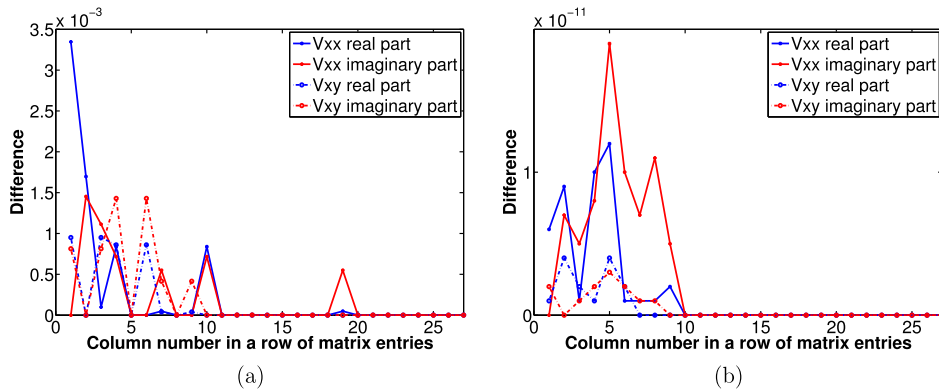 x 10⁻³
3.5
3
2.5
2
1.5
1
0.5
0
Difference
0 5 10 15 20 25
Column number in a row of matrix entries
Vxx real part
Vxx imaginary part
Vxy real part
Vxy imaginary part
(a)
x 10⁻¹¹
1
0
Difference
0 5 10 15 20 25
Column number in a row of matrix entries
Vxx real part
Vxx imaginary part
Vxy real part
Vxy imaginary part
(b)